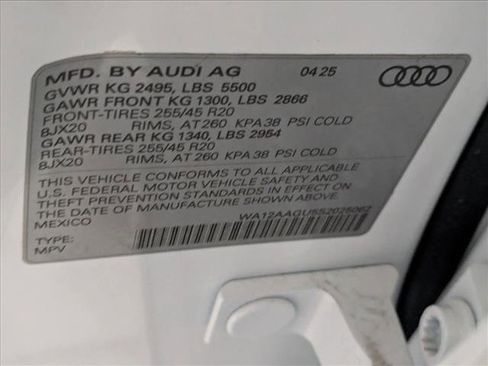 MFD. BY AUDI AG 04 25
GVWR KG 2495, LBS 5500
GAWR FRONT KG 1300, LBS 2866
FRONT-TIRES 255/45 R20
8JX20 RIMS, AT 260 KPA 38 PSI COLD
GAWR REAR KG 1340, LBS 2954
REAR-TIRES 255/45 R20
8JX20 RIMS, AT 260 KPA 38 PSI COLD
THIS VEHICLE CONFORMS TO ALL APPLICABLE
U.S. FEDERAL MOTOR VEHICLE SAFETY AND
THEFT PREVENTION STANDARDS IN EFFECT ON
THE DATE OF MANUFACTURE SHOWN ABOVE.
MEXICO WA12AAGU5S2025062
TYPE:
MPV